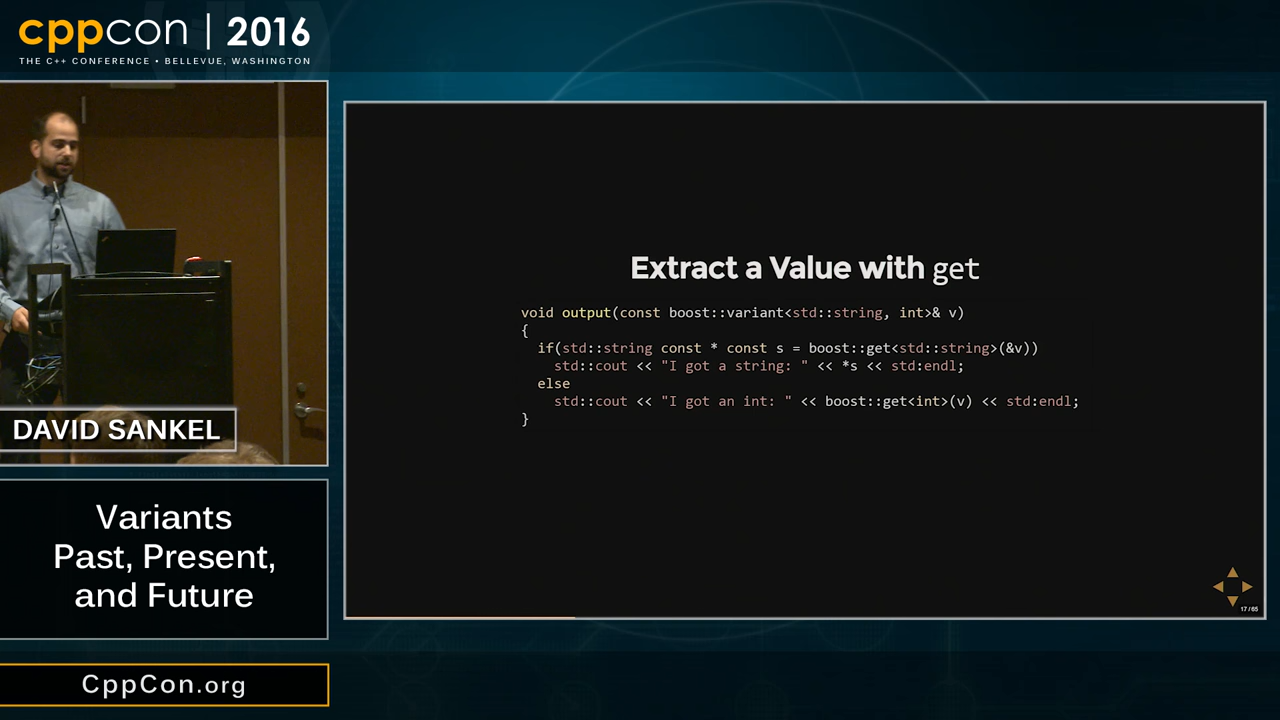 cppcon | 2016
THE C++ CONFERENCE • BELLEVUE, WASHINGTON
DAVID SANKEL
Variants
Past, Present,
and Future
CppCon.org
Extract a Value with get
void output(const boost::variant<std::string, int>& v)
{
  if(std::string const * const s = boost::get<std::string>(&v))
    std::cout << "I got a string: " << *s << std:endl;
  else
    std::cout << "I got an int: " << boost::get<int>(v) << std:endl;
}
17 / 65